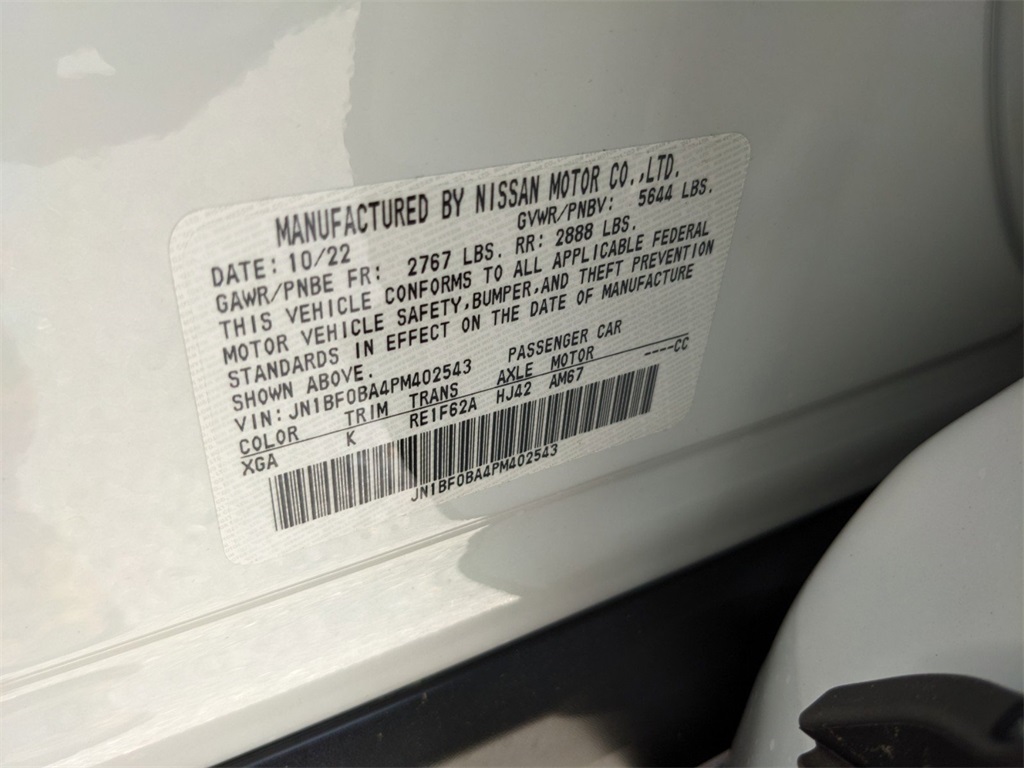 MANUFACTURED BY NISSAN MOTOR CO.,LTD.
DATE: 10/22 GVWR/PNBV: 5644 LBS.
GAWR/PNBE FR: 2767 LBS. RR: 2888 LBS.
THIS VEHICLE CONFORMS TO ALL APPLICABLE FEDERAL
MOTOR VEHICLE SAFETY,BUMPER,AND THEFT PREVENTION
STANDARDS IN EFFECT ON THE DATE OF MANUFACTURE
SHOWN ABOVE.
VIN: JN1BF0BA4PM402543 PASSENGER CAR
COLOR TRIM TRANS AXLE MOTOR ----CC
XGA K RE1F62A HJ42 AM67
JN1BF0BA4PM402543